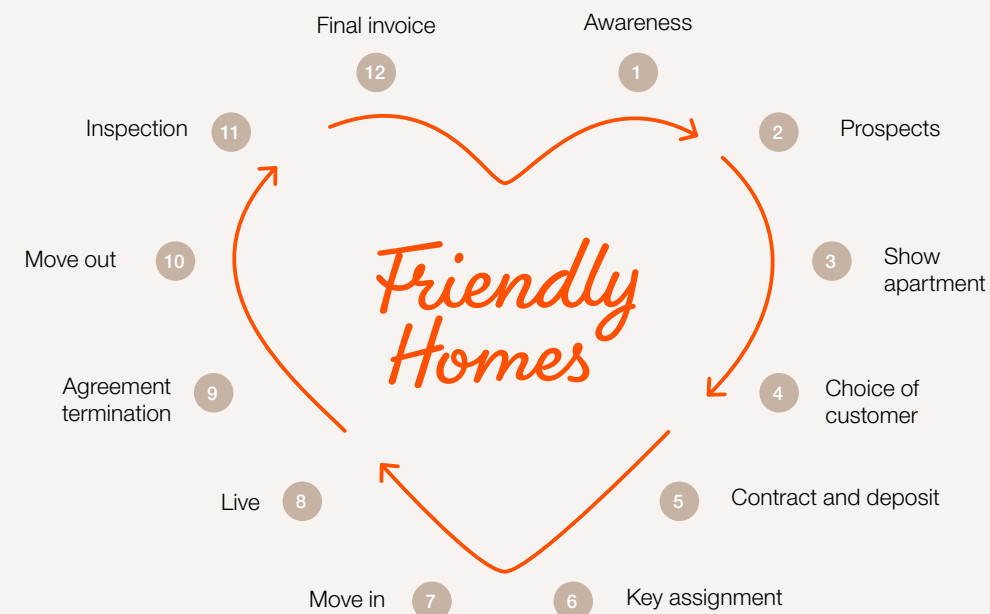 Final invoice
12
Awareness
1
2
Prospects
3
Show
apartment
4
Choice of
customer
5
Contract and deposit
6
Key assignment
7
Move in
8
Live
9
Agreement
termination
10
Move out
11
Inspection
Friendly
Homes